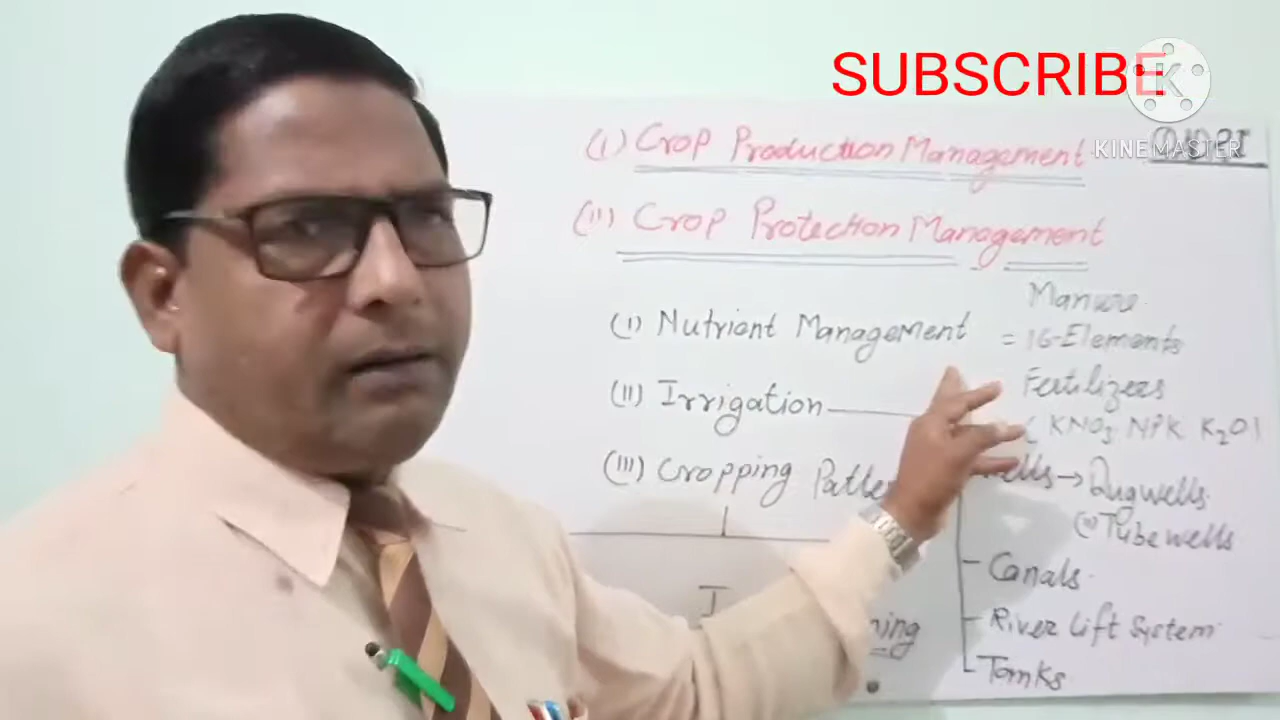 SUBSCRIBE
K
KINEMASTER
(I) Crop Production Management
(II) Crop Protection Management
(I) Nutrient Management
Manure
= 16-Elements
Fertilizers
( KNO3 NPK K2O)
(II) Irrigation
(III) Cropping
→ Dugwells
(II) Tubewells
Canals
River Lift System
Tanks
I